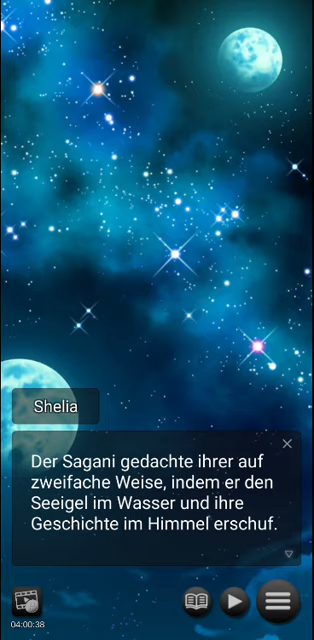 Shelia
Der Sagani gedachte ihrer auf
zweifache Weise, indem er den
Seeigel im Wasser und ihre
Geschichte im Himmel erschuf.
04:00:38